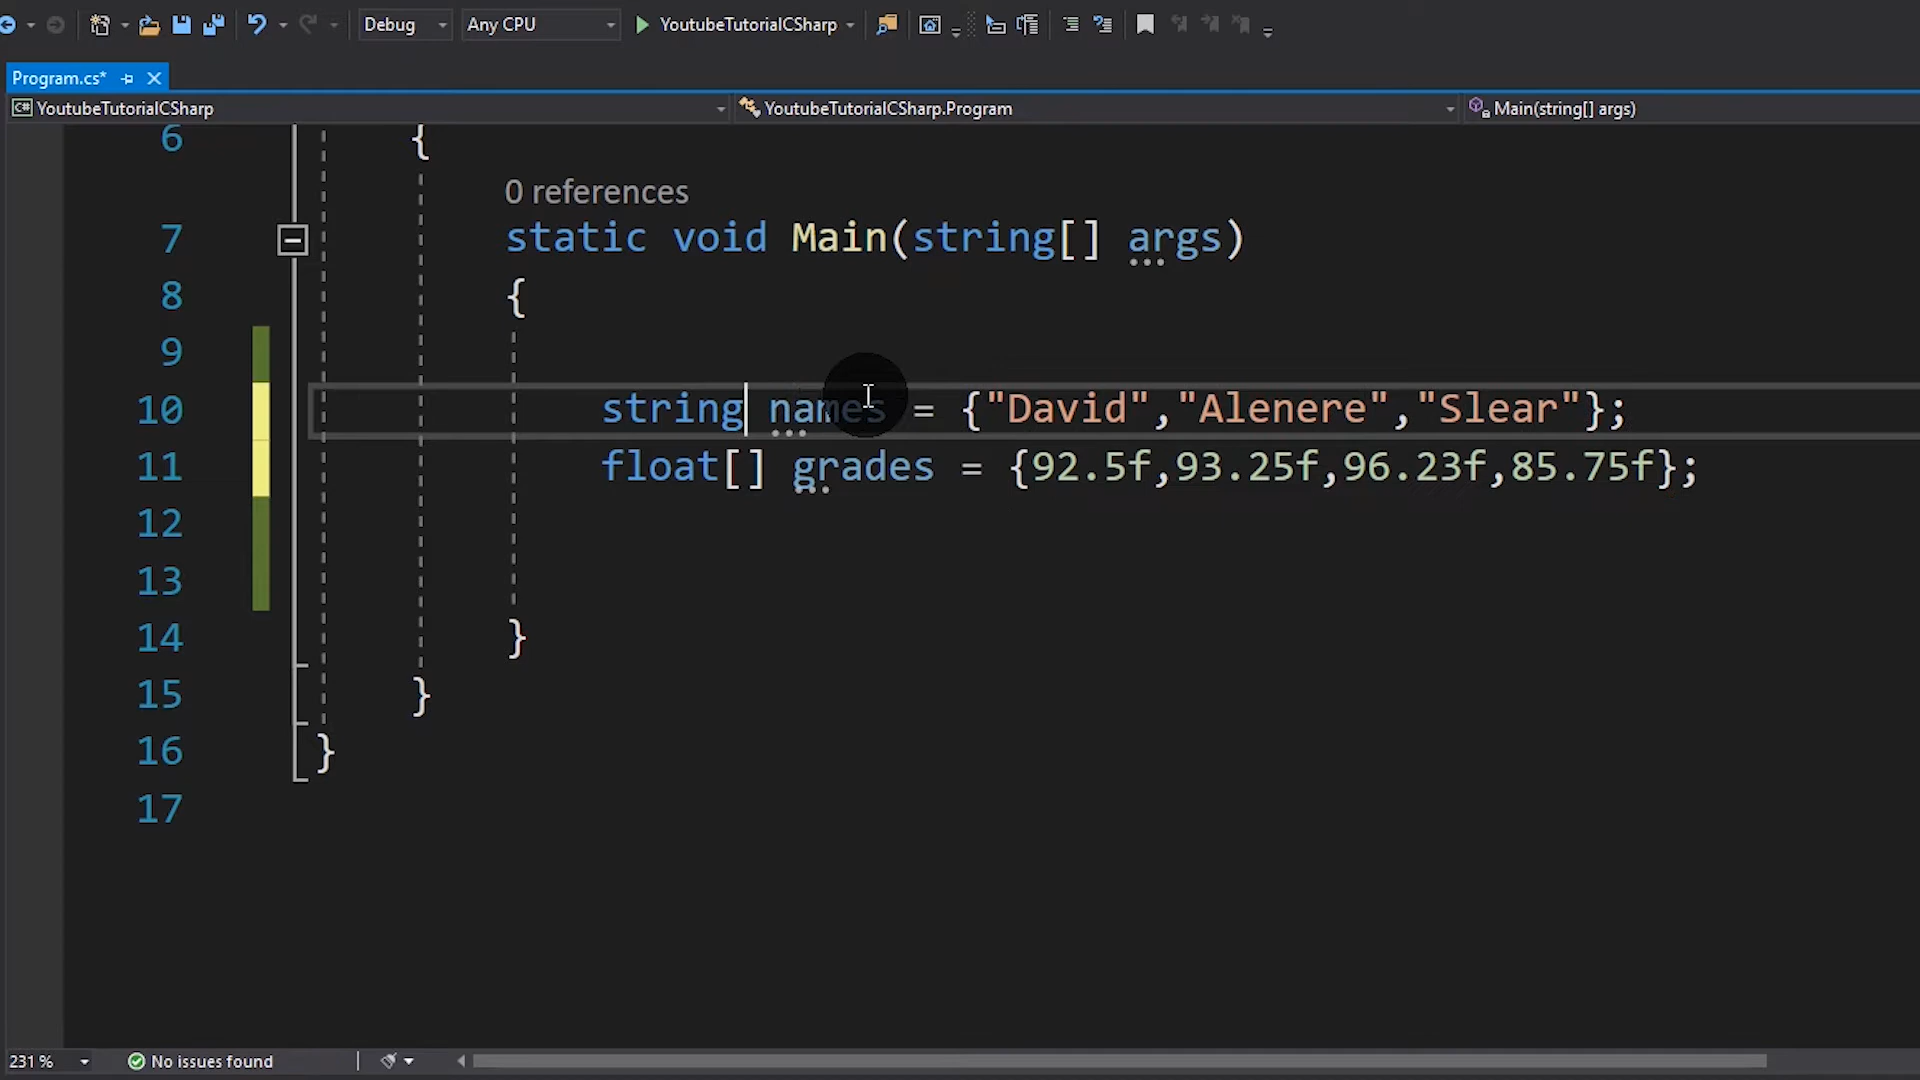 Debug Any CPU YoutubeTutorialCSharp
Program.cs*
YoutubeTutorialCSharp YoutubeTutorialCSharp.Program Main(string[] args)
6 {
0 references
7 static void Main(string[] args)
8 {
9
10 string names = {"David","Alenere","Slear"};
11 float[] grades = {92.5f,93.25f,96.23f,85.75f};
12
13
14 }
15 }
16 }
17
231 % No issues found